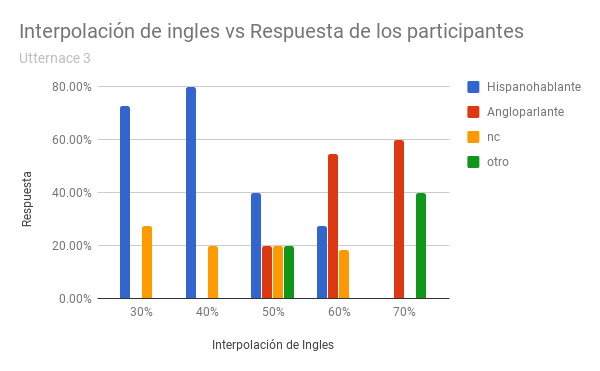 Interpolación de ingles vs Respuesta de los participantes
Utternace 3
Respuesta
80.00%
60.00%
40.00%
20.00%
0.00%
30% 40% 50% 60% 70%
Interpolación de Ingles
Hispanohablante
Angloparlante
nc
otro